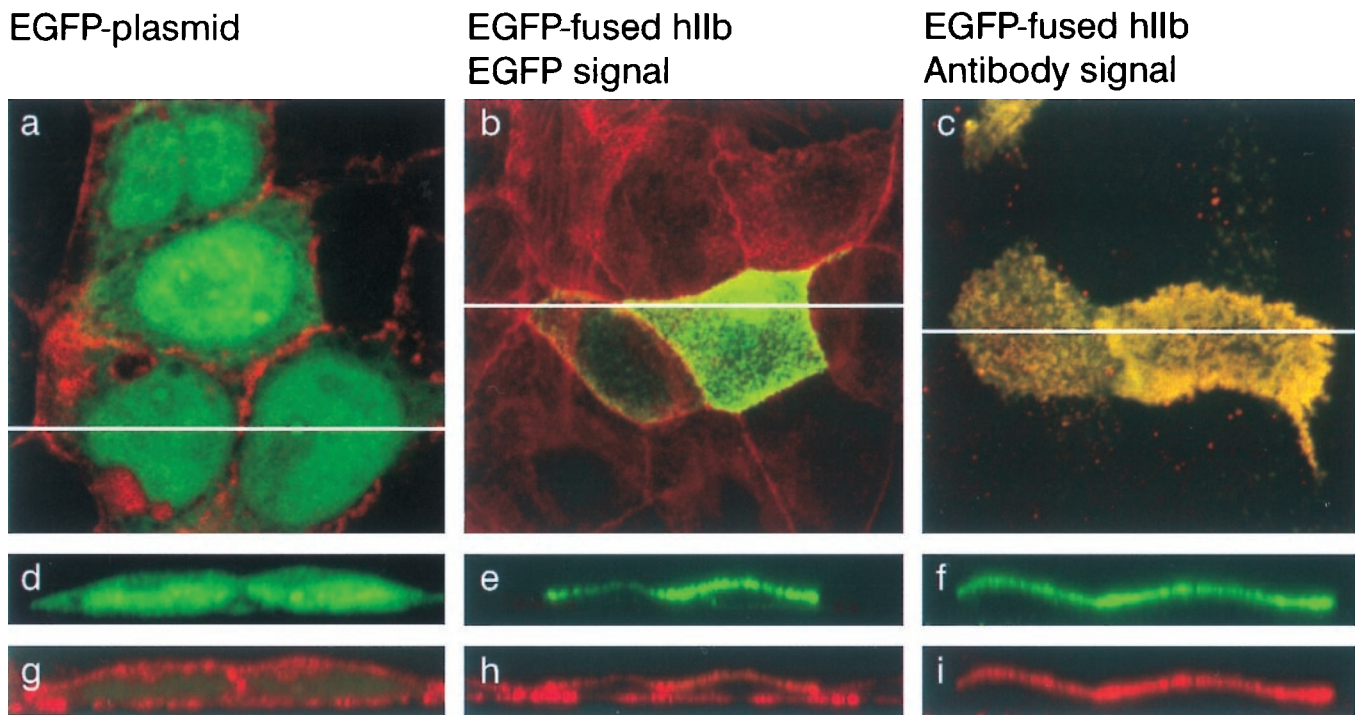 EGFP-plasmid
EGFP-fused hIIb
EGFP signal
EGFP-fused hIIb
Antibody signal
a
b
c
d
e
f
g
h
i